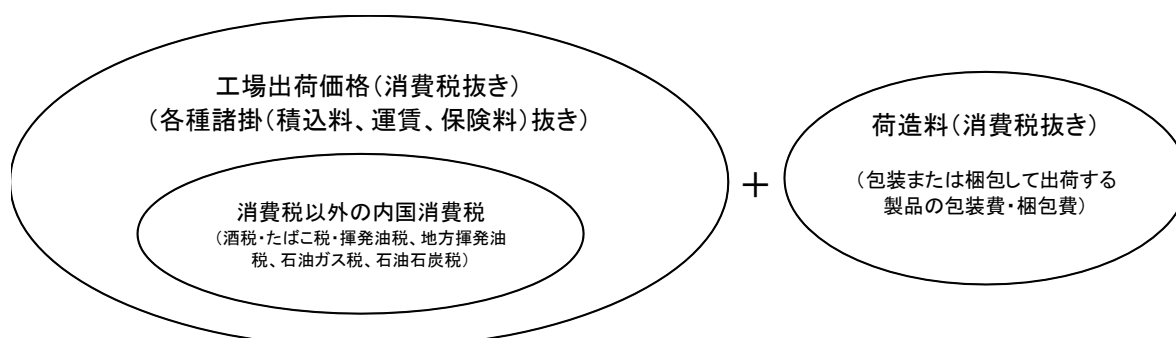 工場出荷価格(消費税抜き)
(各種諸掛(積込料、運賃、保険料)抜き)
消費税以外の内国消費税
(酒税・たばこ税・揮発油税、地方揮発油
税、石油ガス税、石油石炭税)
+
荷造料(消費税抜き)
(包装または梱包して出荷する
製品の包装費・梱包費)